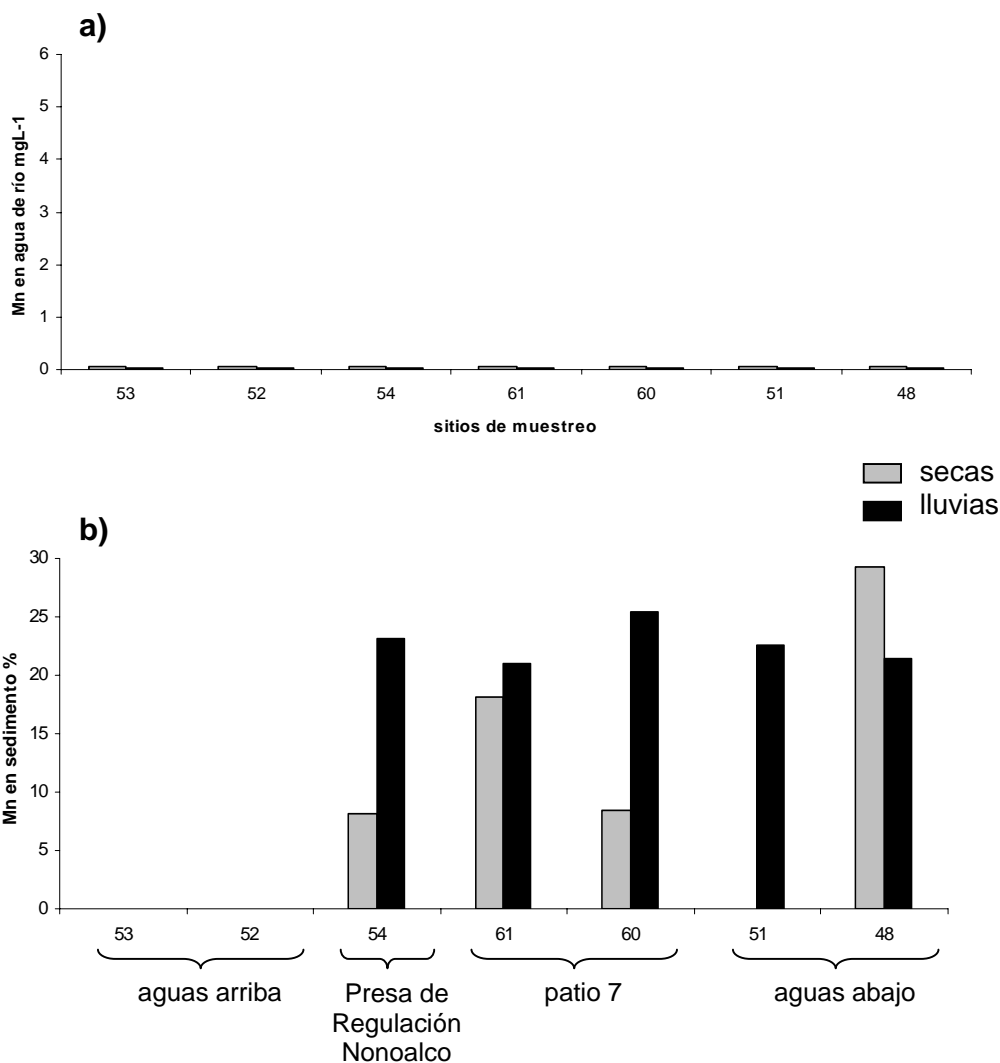 a)
Mn en agua de río mgL-1
6
5
4
3
2
1
0
53 52 54 61 60 51 48
sitios de muestreo
secas
lluvias
b)
Mn en sedimento %
30
25
20
15
10
5
0
53 52 54 61 60 51 48
aguas arriba
Presa de
Regulación
Nonoalco
patio 7
aguas abajo